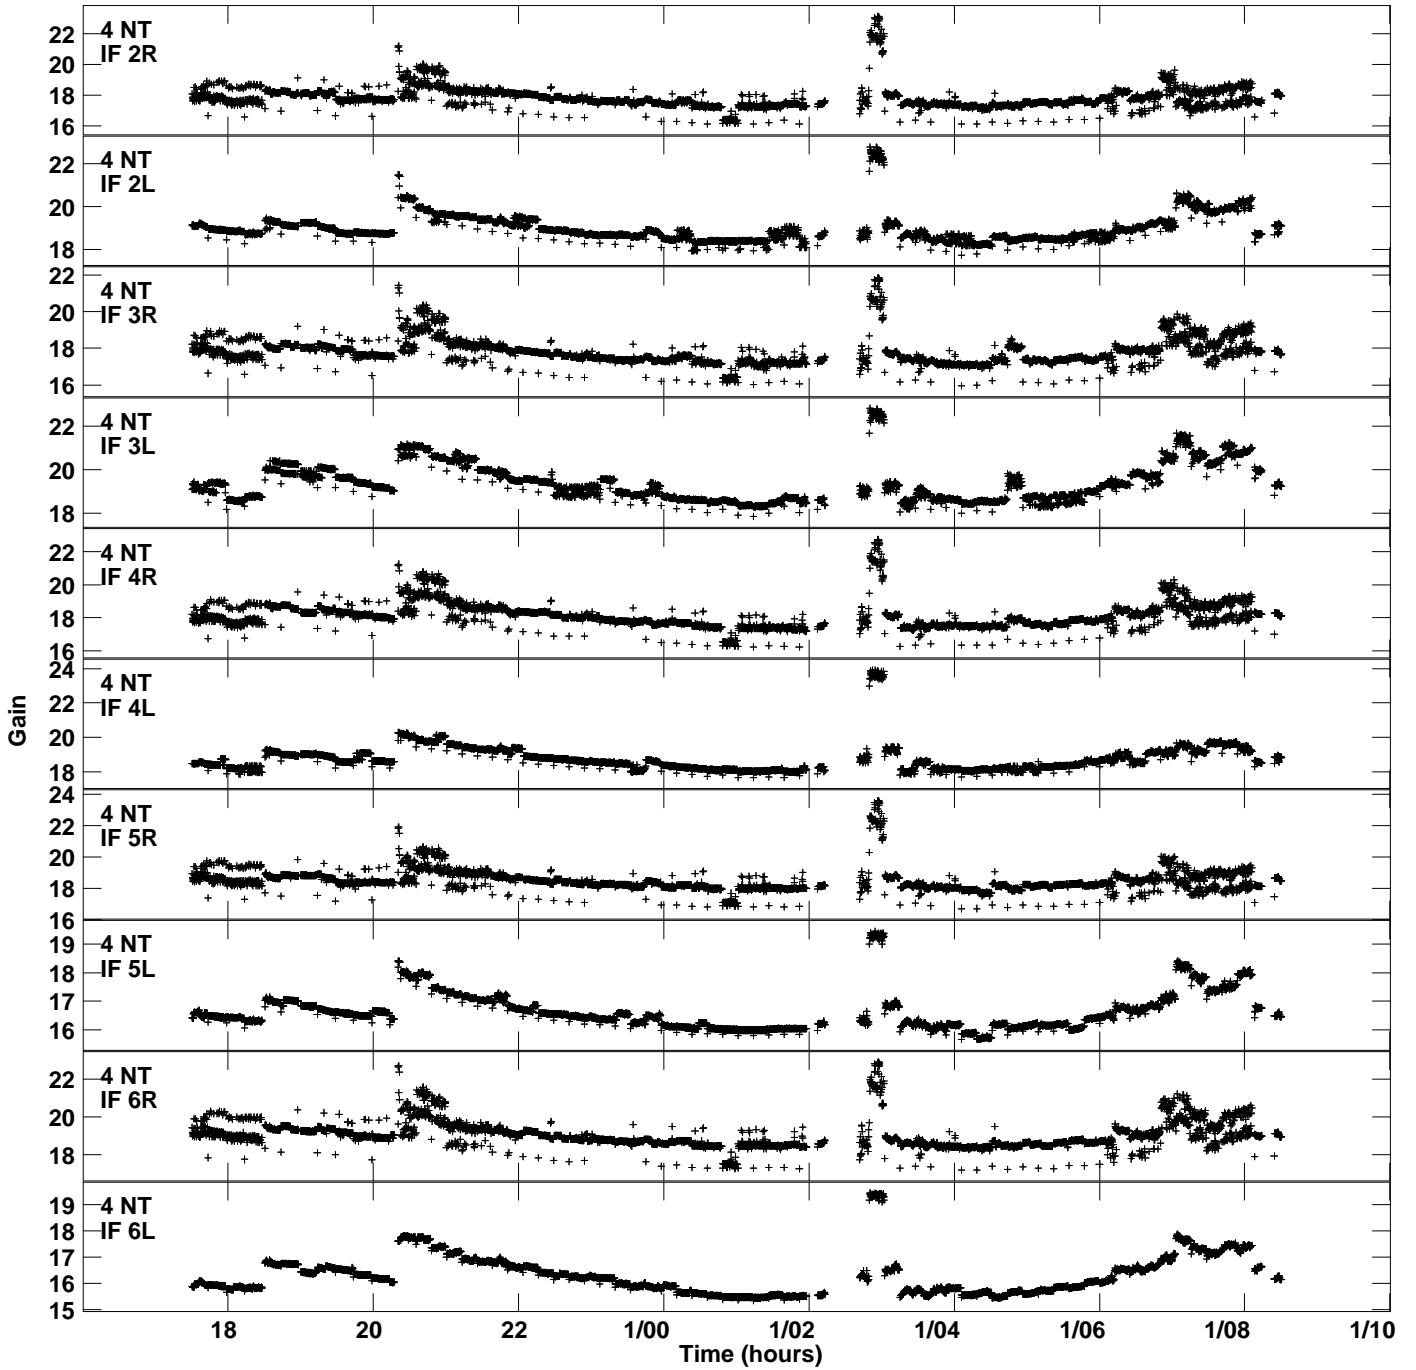 4 NT
IF 2R
22
20
18
16
4 NT
IF 2L
22
20
18
4 NT
IF 3R
22
20
18
16
4 NT
IF 3L
22
20
18
4 NT
IF 4R
22
20
18
16
4 NT
IF 4L
24
22
20
18
4 NT
IF 5R
24
22
20
18
16
4 NT
IF 5L
19
18
17
16
4 NT
IF 6R
22
20
18
4 NT
IF 6L
19
18
17
16
15
Gain
18 20 22 1/00 1/02 1/04 1/06 1/08 1/10
Time (hours)